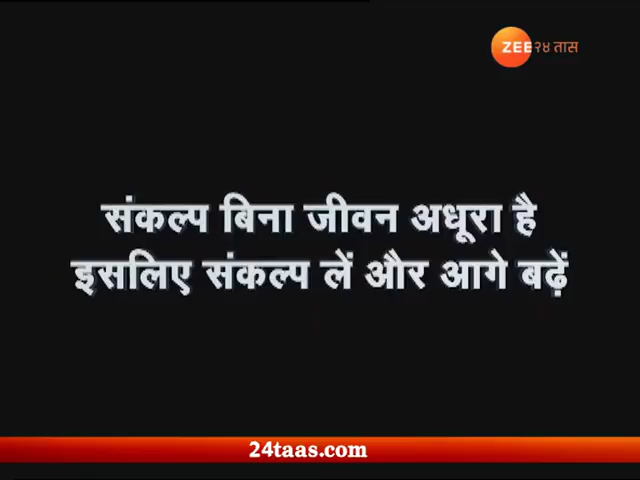 ZEE २४ तास
संकल्प बिना जीवन अधूरा है
इसलिए संकल्प लें और आगे बढ़ें
24taas.com